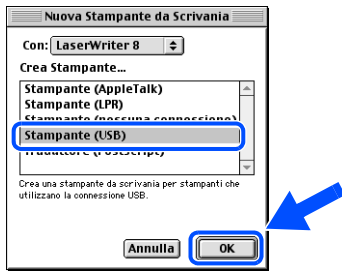 Nuova Stampante da Scrivania
Con: LaserWriter 8
Crea Stampante...
Stampante (AppleTalk)
Stampante (LPR)
Stampante (nessuna connessione)
Stampante (USB)
Traduttore (PostScript)
Crea una stampante da scrivania per stampanti che
utilizzano la connessione USB.
Annulla OK